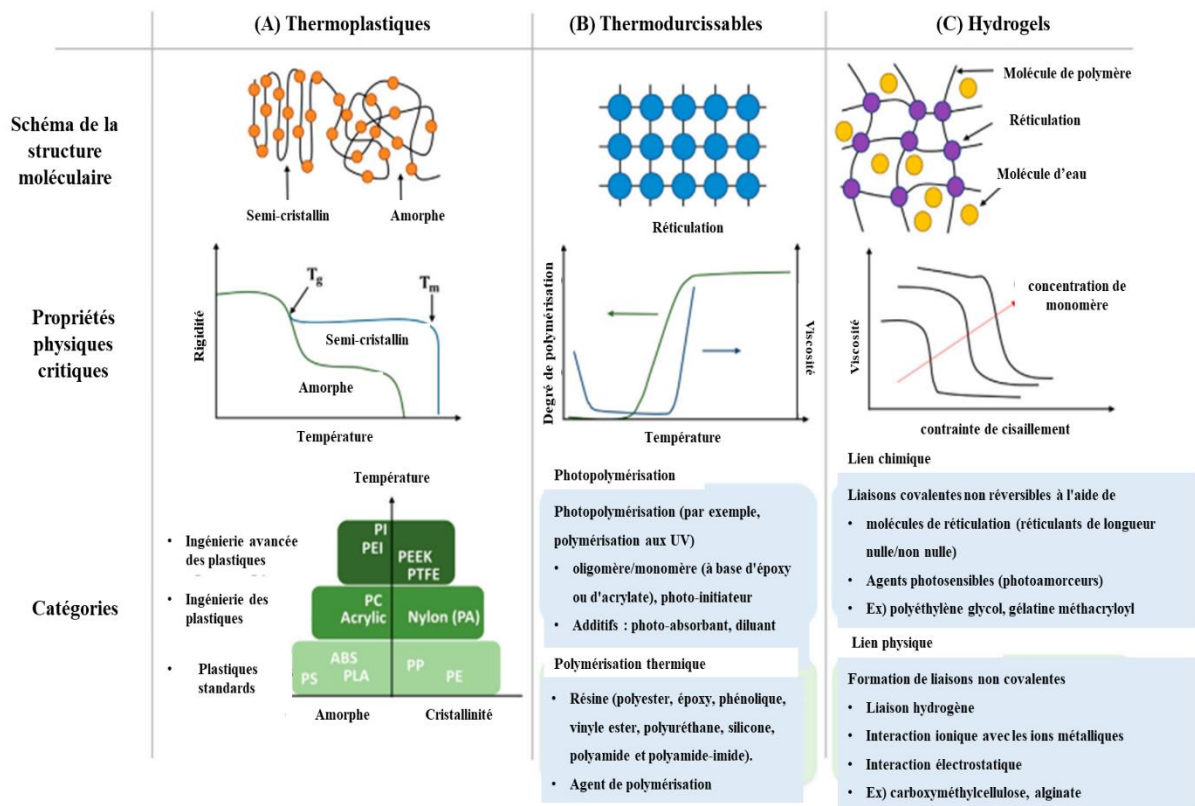 (A) Thermoplastiques
(B) Thermodurcissables
(C) Hydrogels
Schéma de la
structure
moléculaire
Semi-cristallin
Amorphe
Réticulation
Molécule de polymère
Réticulation
Molécule d'eau
Propriétés
physiques
critiques
Rigidité
Tg
Tm
Semi-cristallin
Amorphe
Température
Degré de polymérisation
Viscosité
Température
Viscosité
concentration de
monomère
contrainte de cisaillement
Catégories
Température
• Ingénierie avancée
des plastiques
• Ingénierie des
plastiques
• Plastiques
standards
PI
PEI
PEEK
PTFE
PC
Acrylic
Nylon (PA)
ABS
PS
PLA
PP
PE
Amorphe
Cristallinité
Photopolymérisation
Photopolymérisation (par exemple,
polymérisation aux UV)
• oligomère/monomère (à base d'époxy
ou d'acrylate), photo-initiateur
• Additifs : photo-absorbant, diluant
Polymérisation thermique
• Résine (polyester, époxy, phénolique,
vinyle ester, polyuréthane, silicone,
polyamide et polyamide-imide).
• Agent de polymérisation
Lien chimique
Liaisons covalentes non réversibles à l'aide de
• molécules de réticulation (réticulants de longueur
nulle/non nulle)
• Agents photosensibles (photoamorceurs)
• Ex) polyéthylène glycol, gélatine méthacryloyl
Lien physique
Formation de liaisons non covalentes
• Liaison hydrogène
• Interaction ionique avec les ions métalliques
• Interaction électrostatique
• Ex) carboxyméthylcellulose, alginate